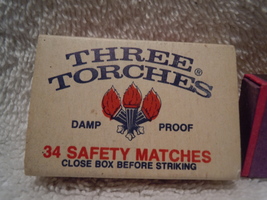 THREE
TORCHES®
DAMP PROOF
34 SAFETY MATCHES
CLOSE BOX BEFORE STRIKING